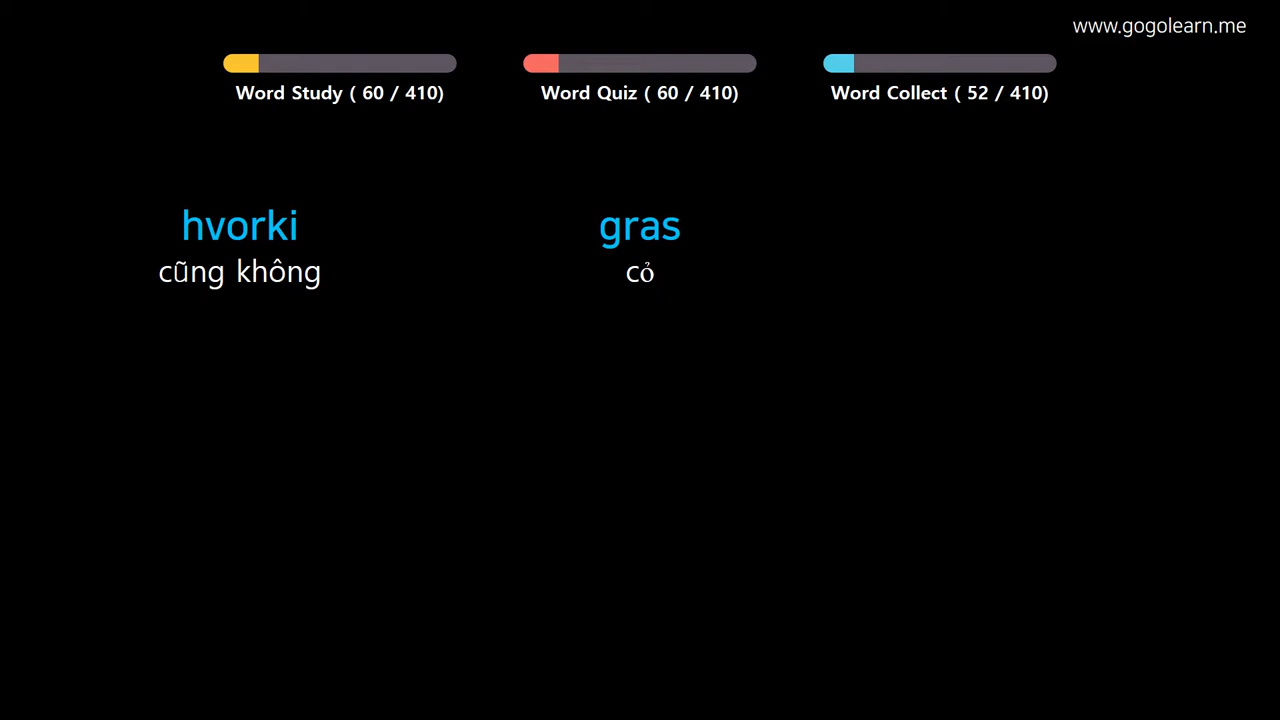 www.gogolearn.me
Word Study ( 60 / 410)
Word Quiz ( 60 / 410)
Word Collect ( 52 / 410)
hvorki
cũng không
gras
cỏ